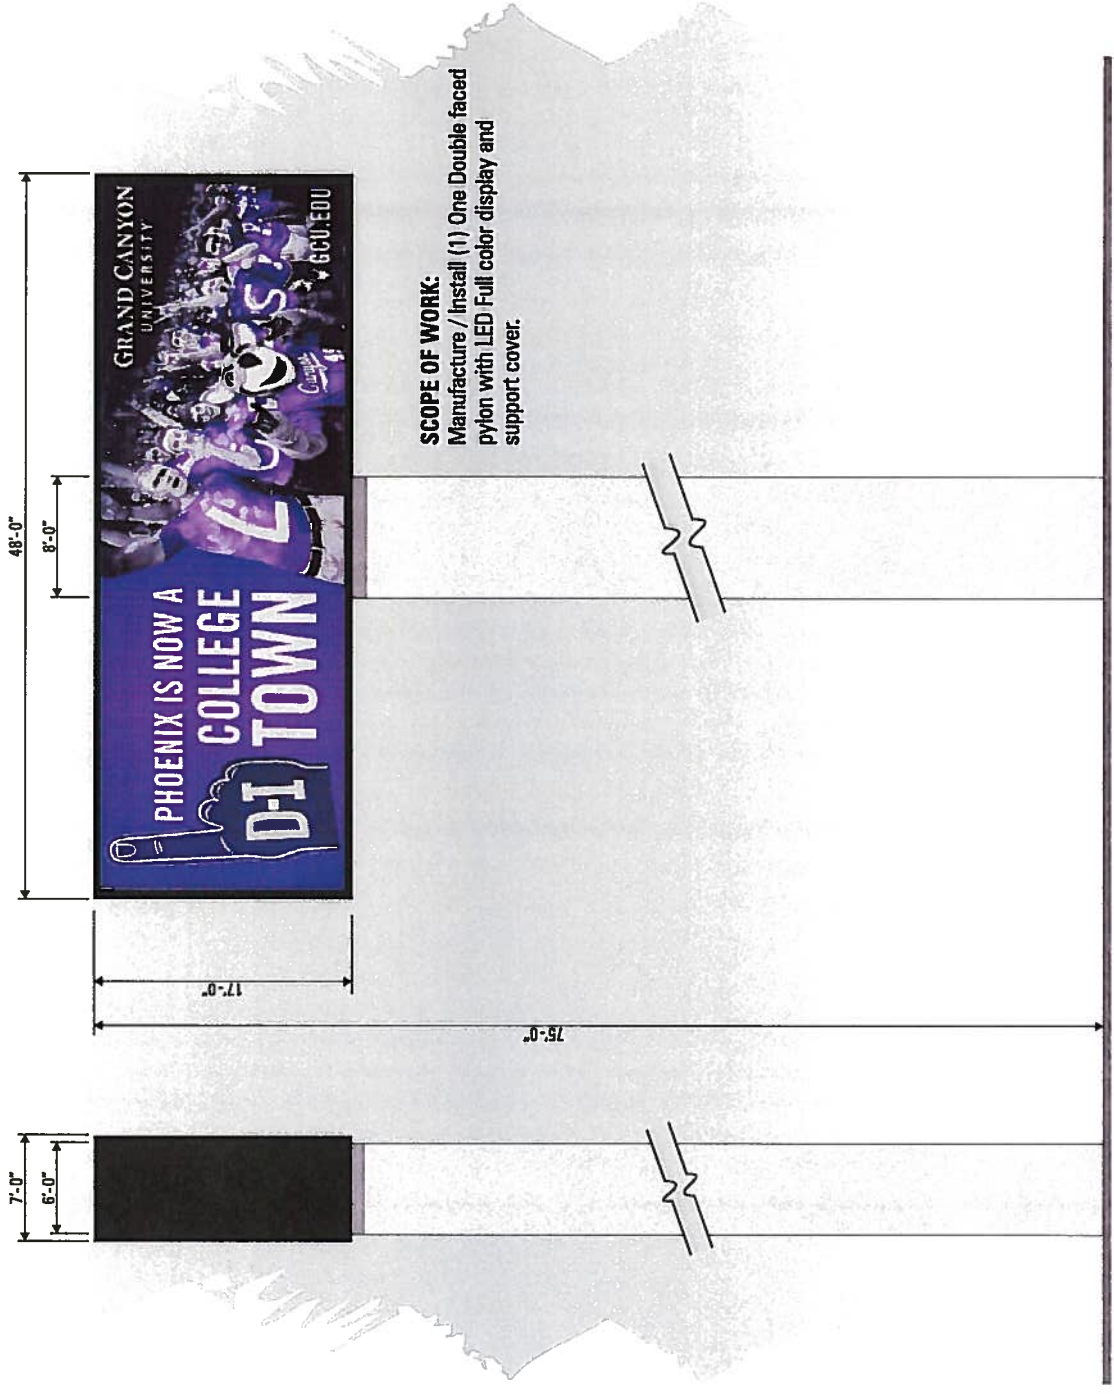 48'-0"
8'-0"
GRAND CANYON
UNIVERSITY
PHOENIX IS NOW A
COLLEGE
TOWN
D-I
GCU.EDU
17'-0"
75'-0"
7'-0"
6'-0"
SCOPE OF WORK:
Manufacture / Install (1) One Double faced
pylon with LED Full color display and
support cover.